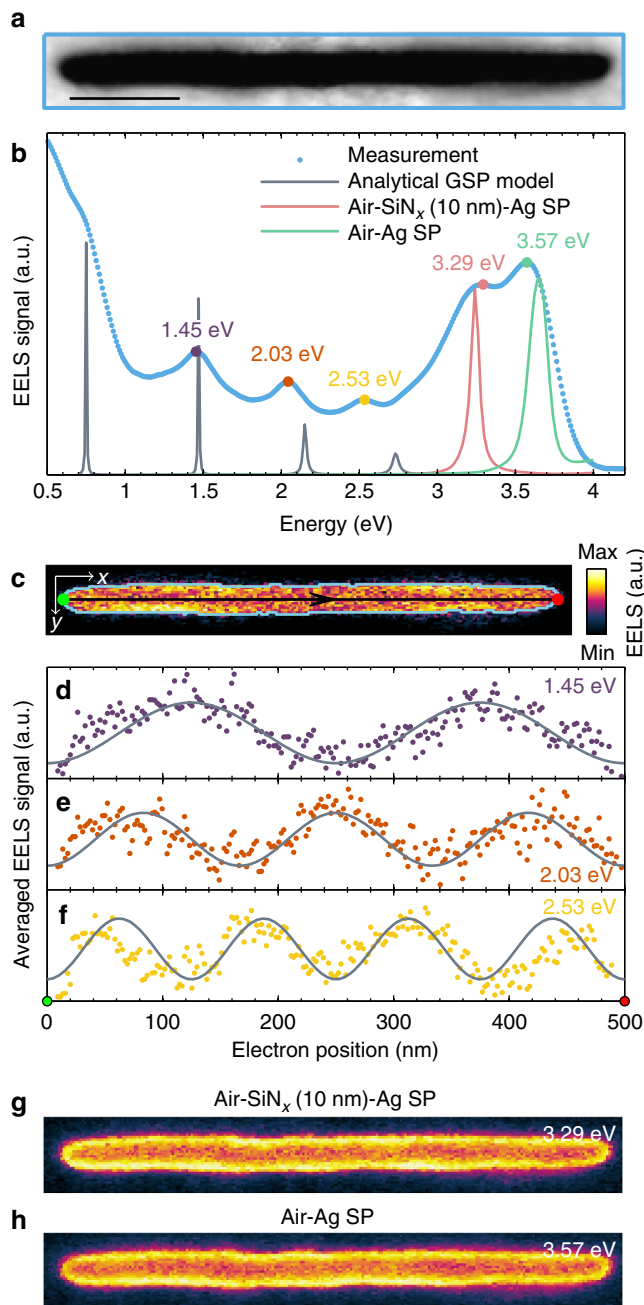 a
b
Measurement
Analytical GSP model
Air-SiNₓ (10 nm)-Ag SP
Air-Ag SP
3.57 eV
3.29 eV
1.45 eV
2.03 eV
2.53 eV
EELS signal (a.u.)
0.5 1 1.5 2 2.5 3 3.5 4
Energy (eV)
c
x
y
Max
Min
EELS (a.u.)
d
1.45 eV
e
2.03 eV
f
2.53 eV
Averaged EELS signal (a.u.)
0 100 200 300 400 500
Electron position (nm)
Air-SiNₓ (10 nm)-Ag SP
g
3.29 eV
Air-Ag SP
h
3.57 eV